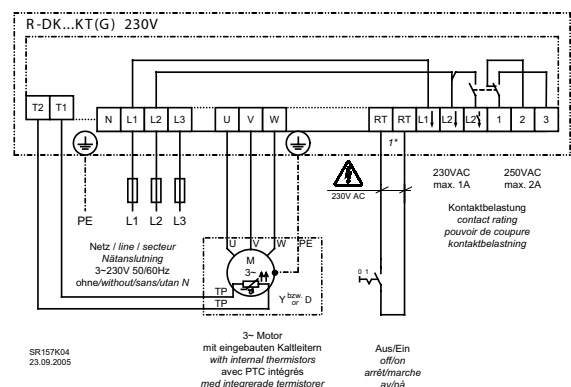 R-DK...KT(G) 230V
T2 T1 N L1 L2 L3 U V W RT RT L1 L2 L2 1 2 3
1*
230V AC
230VAC
max. 1A
250VAC
max. 2A
Kontaktbelastung
contact rating
pouvoir de coupure
kontaktbelastning
PE L1 L2 L3
Netz / line / secteur
Nätanslutning
3~230V 50/60Hz
ohne/without/sans/utan N
U V W PE
M
3~
TP
TP
Y bzw. or D
0 1
3~ Motor
mit eingebauten Kaltleitern
with internal thermistors
avec PTC intégrés
med integrerade termistorer
Aus/Ein
off/on
arrêt/marche
av/på
SR157K04
23.09.2005